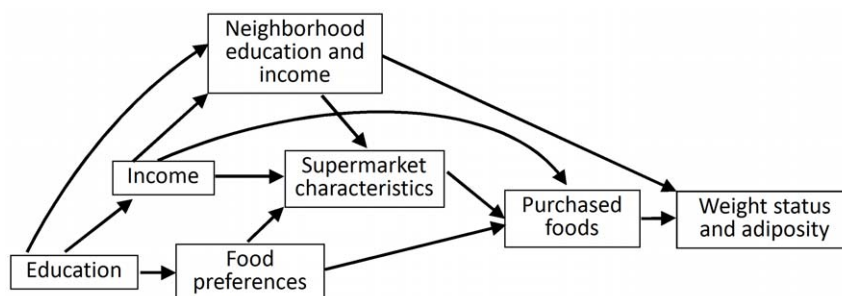 Neighborhood
education and
income
Income
Supermarket
characteristics
Purchased
foods
Weight status
and adiposity
Education
Food
preferences